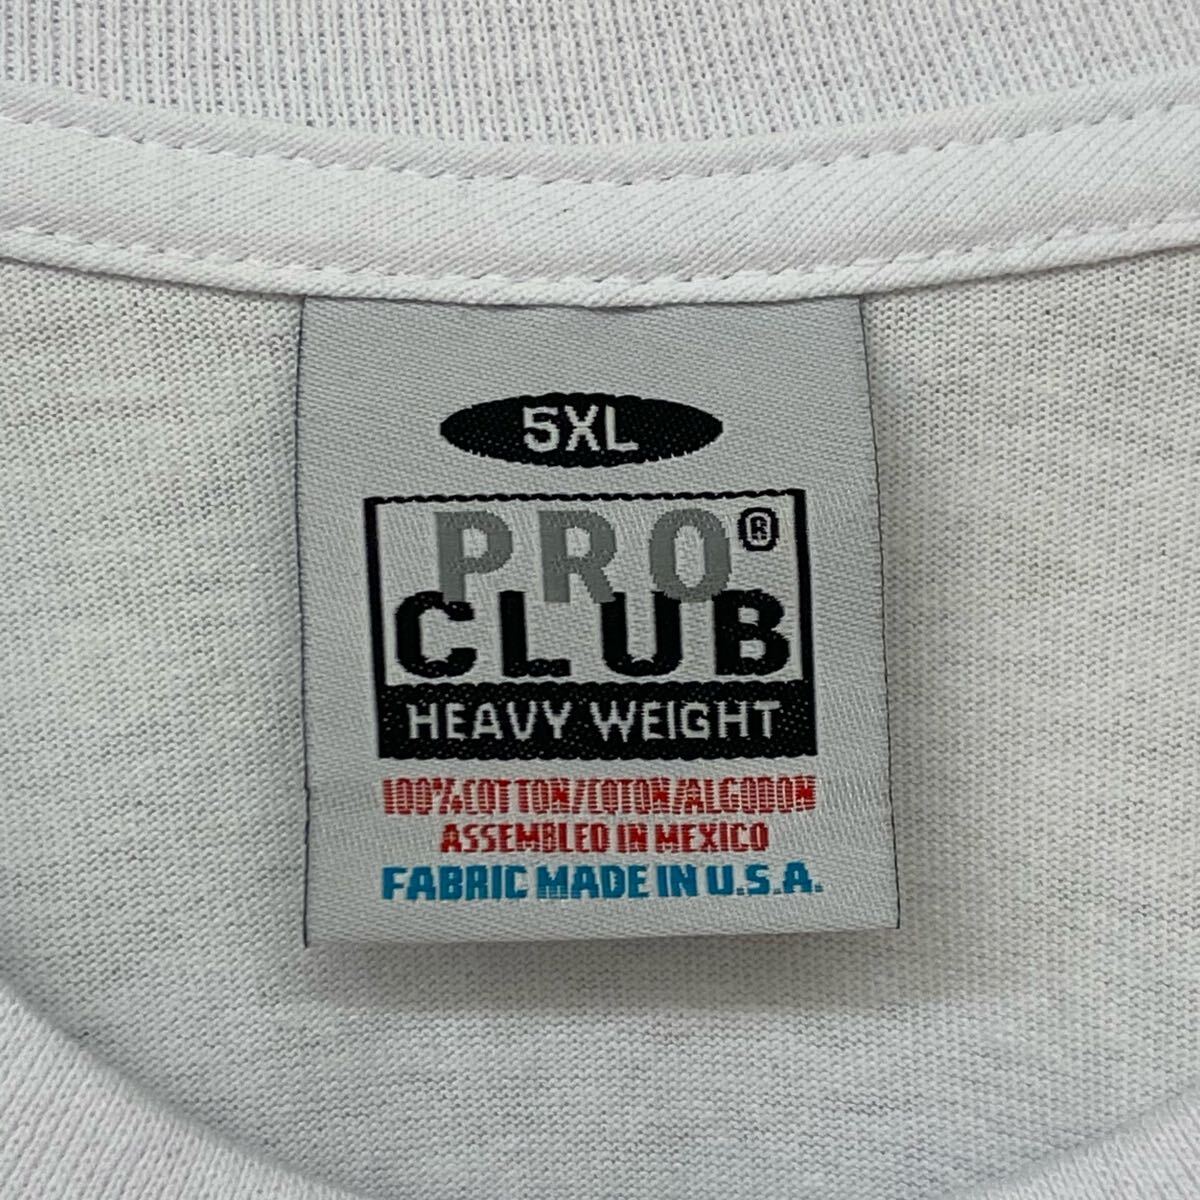 5XL
PRO®
CLUB
HEAVY WEIGHT
100%COTTON/COTON/ALGODON
ASSEMBLED IN MEXICO
FABRIC MADE IN U.S.A.